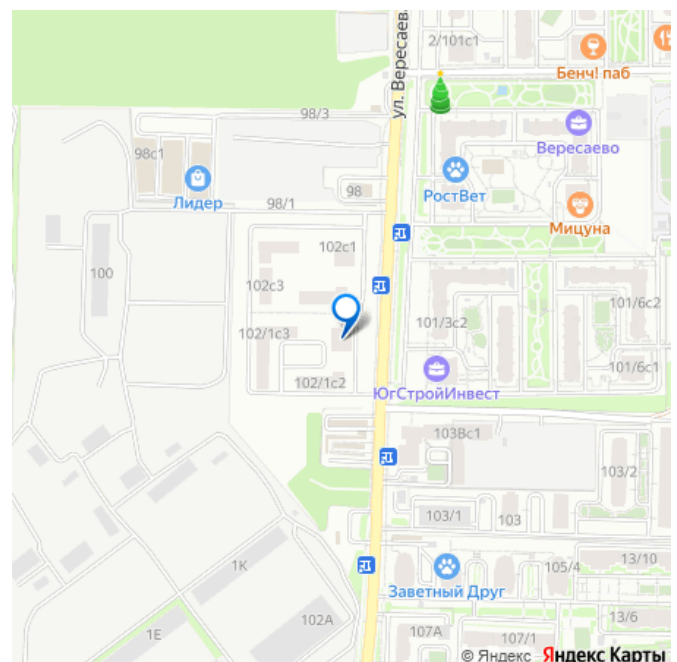 2/101с1
ул. Вересаева
Бенч! паб
98/3
98с1
Вересаево
98
РостВет
Лидер
98/1
Мицуна
102с1
100
102с3
101/6с2
101/3с2
102/1с3
101/6с1
102/1с2
ЮгСтройИнвест
103Вс1
103/2
103/1
103
13/10
1К
105/4
Заветный Друг
102А
13/6
1Е
107А
107/1
© Яндекс Яндекс Карты